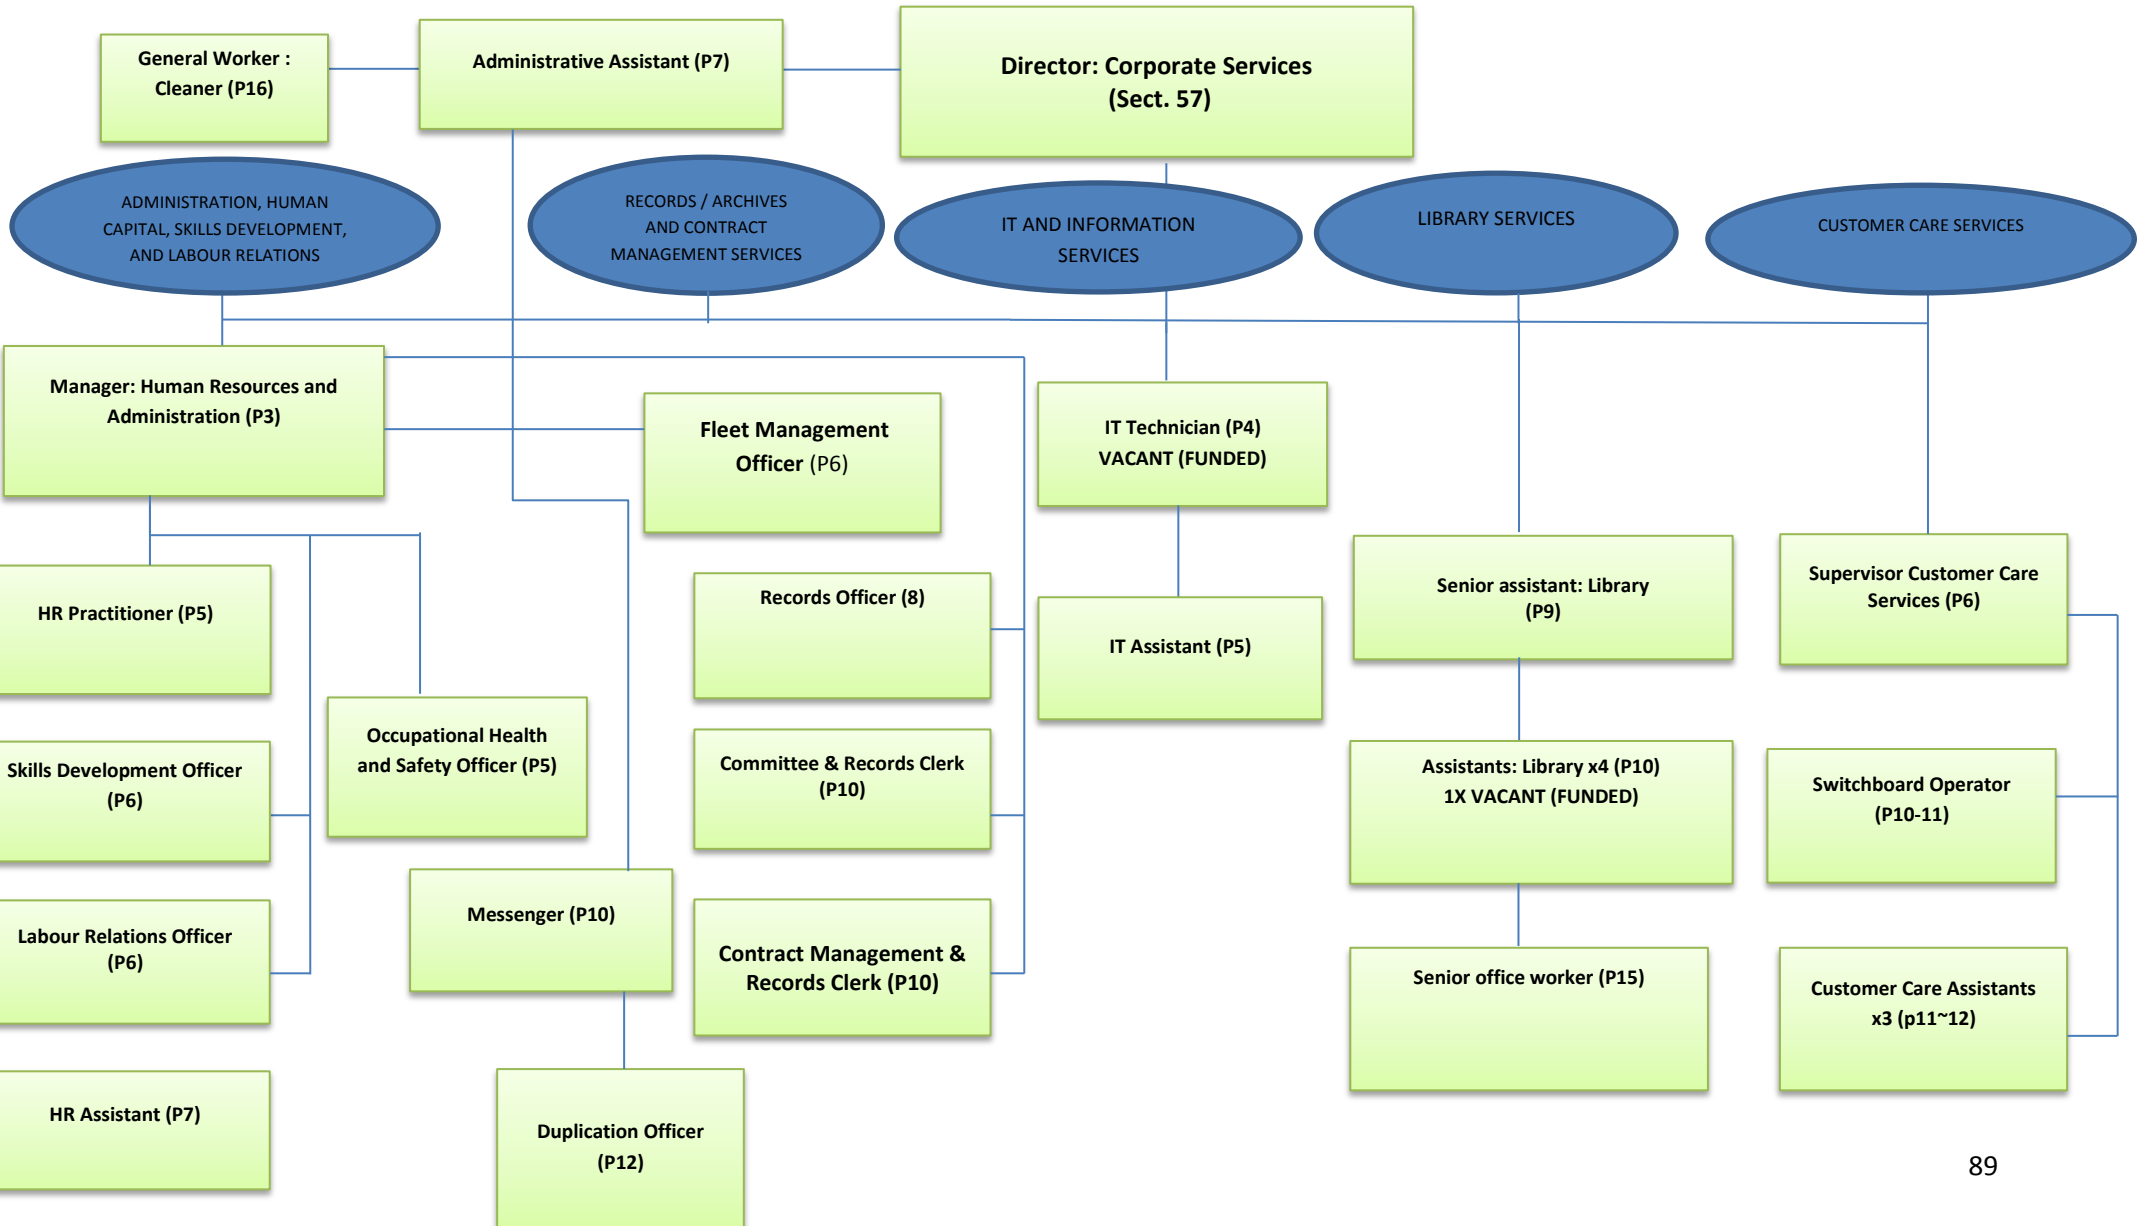 General Worker :
Cleaner (P16)
Administrative Assistant (P7)
Director: Corporate Services
(Sect. 57)
ADMINISTRATION, HUMAN
CAPITAL, SKILLS DEVELOPMENT,
AND LABOUR RELATIONS
RECORDS / ARCHIVES
AND CONTRACT
MANAGEMENT SERVICES
IT AND INFORMATION
SERVICES
LIBRARY SERVICES
CUSTOMER CARE SERVICES
Manager: Human Resources and
Administration (P3)
Fleet Management
Officer (P6)
IT Technician (P4)
VACANT (FUNDED)
HR Practitioner (P5)
Records Officer (8)
IT Assistant (P5)
Senior assistant: Library
(P9)
Supervisor Customer Care
Services (P6)
Skills Development Officer
(P6)
Occupational Health
and Safety Officer (P5)
Committee & Records Clerk
(P10)
Assistants: Library x4 (P10)
1X VACANT (FUNDED)
Switchboard Operator
(P10-11)
Labour Relations Officer
(P6)
Messenger (P10)
Contract Management &
Records Clerk (P10)
Senior office worker (P15)
Customer Care Assistants
x3 (p11~12)
HR Assistant (P7)
Duplication Officer
(P12)
89